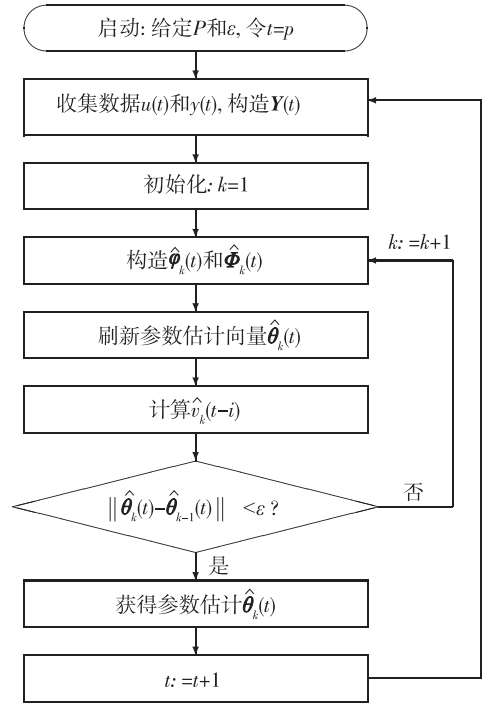 启动: 给定P和ε, 令t=p
收集数据u(t)和y(t), 构造Y(t)
初始化: k=1
k: =k+1
构造φ̂ₖ(t)和Φ̂ₖ(t)
刷新参数估计向量θ̂ₖ(t)
计算v̂ₖ(t−i)
‖θ̂ₖ(t)−θ̂ₖ₋₁(t)‖ <ε ?
否
是
获得参数估计θ̂ₖ(t)
t: =t+1